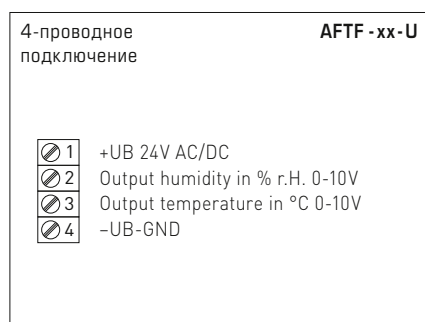 4-проводное
подключение
AFTF - xx - U
1 +UB 24V AC/DC
2 Output humidity in % r.H. 0-10V
3 Output temperature in °C 0-10V
4 –UB-GND